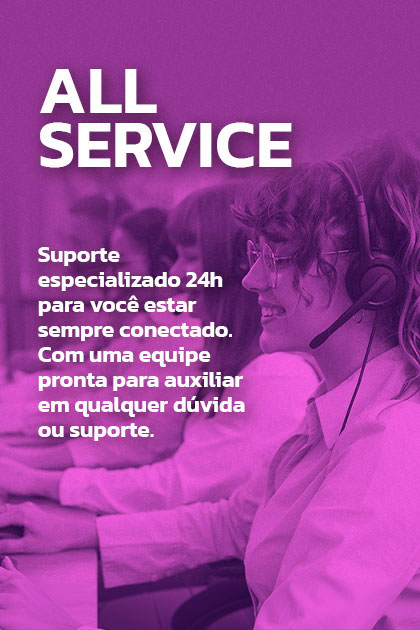 ALL
SERVICE
Suporte
especializado 24h
para você estar
sempre conectado.
Com uma equipe
pronta para auxiliar
em qualquer dúvida
ou suporte.